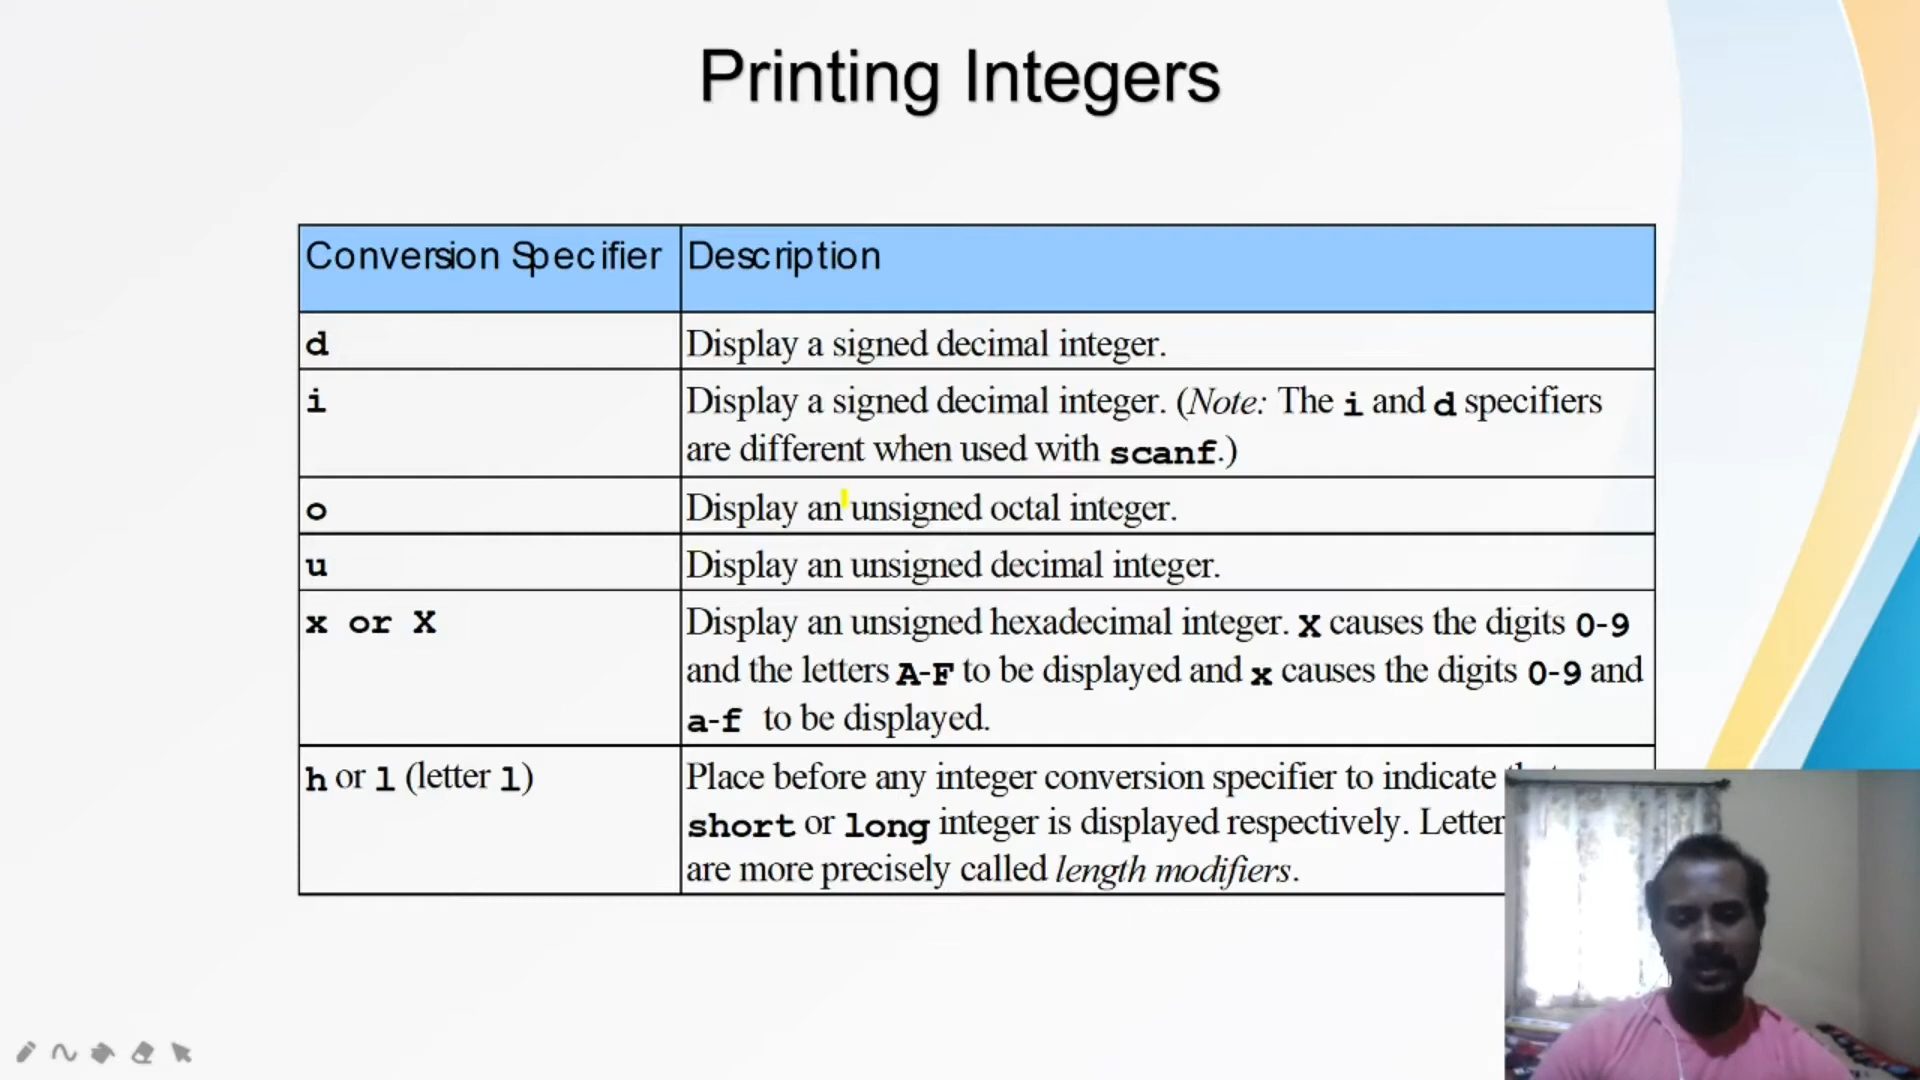 Printing Integers
Conversion Specifier Description
d Display a signed decimal integer.
i Display a signed decimal integer. (Note: The i and d specifiers
are different when used with scanf.)
o Display an unsigned octal integer.
u Display an unsigned decimal integer.
x or X Display an unsigned hexadecimal integer. X causes the digits 0-9
and the letters A-F to be displayed and x causes the digits 0-9 and
a-f to be displayed.
h or l (letter l) Place before any integer conversion specifier to indicate
short or long integer is displayed respectively. Letter
are more precisely called length modifiers.